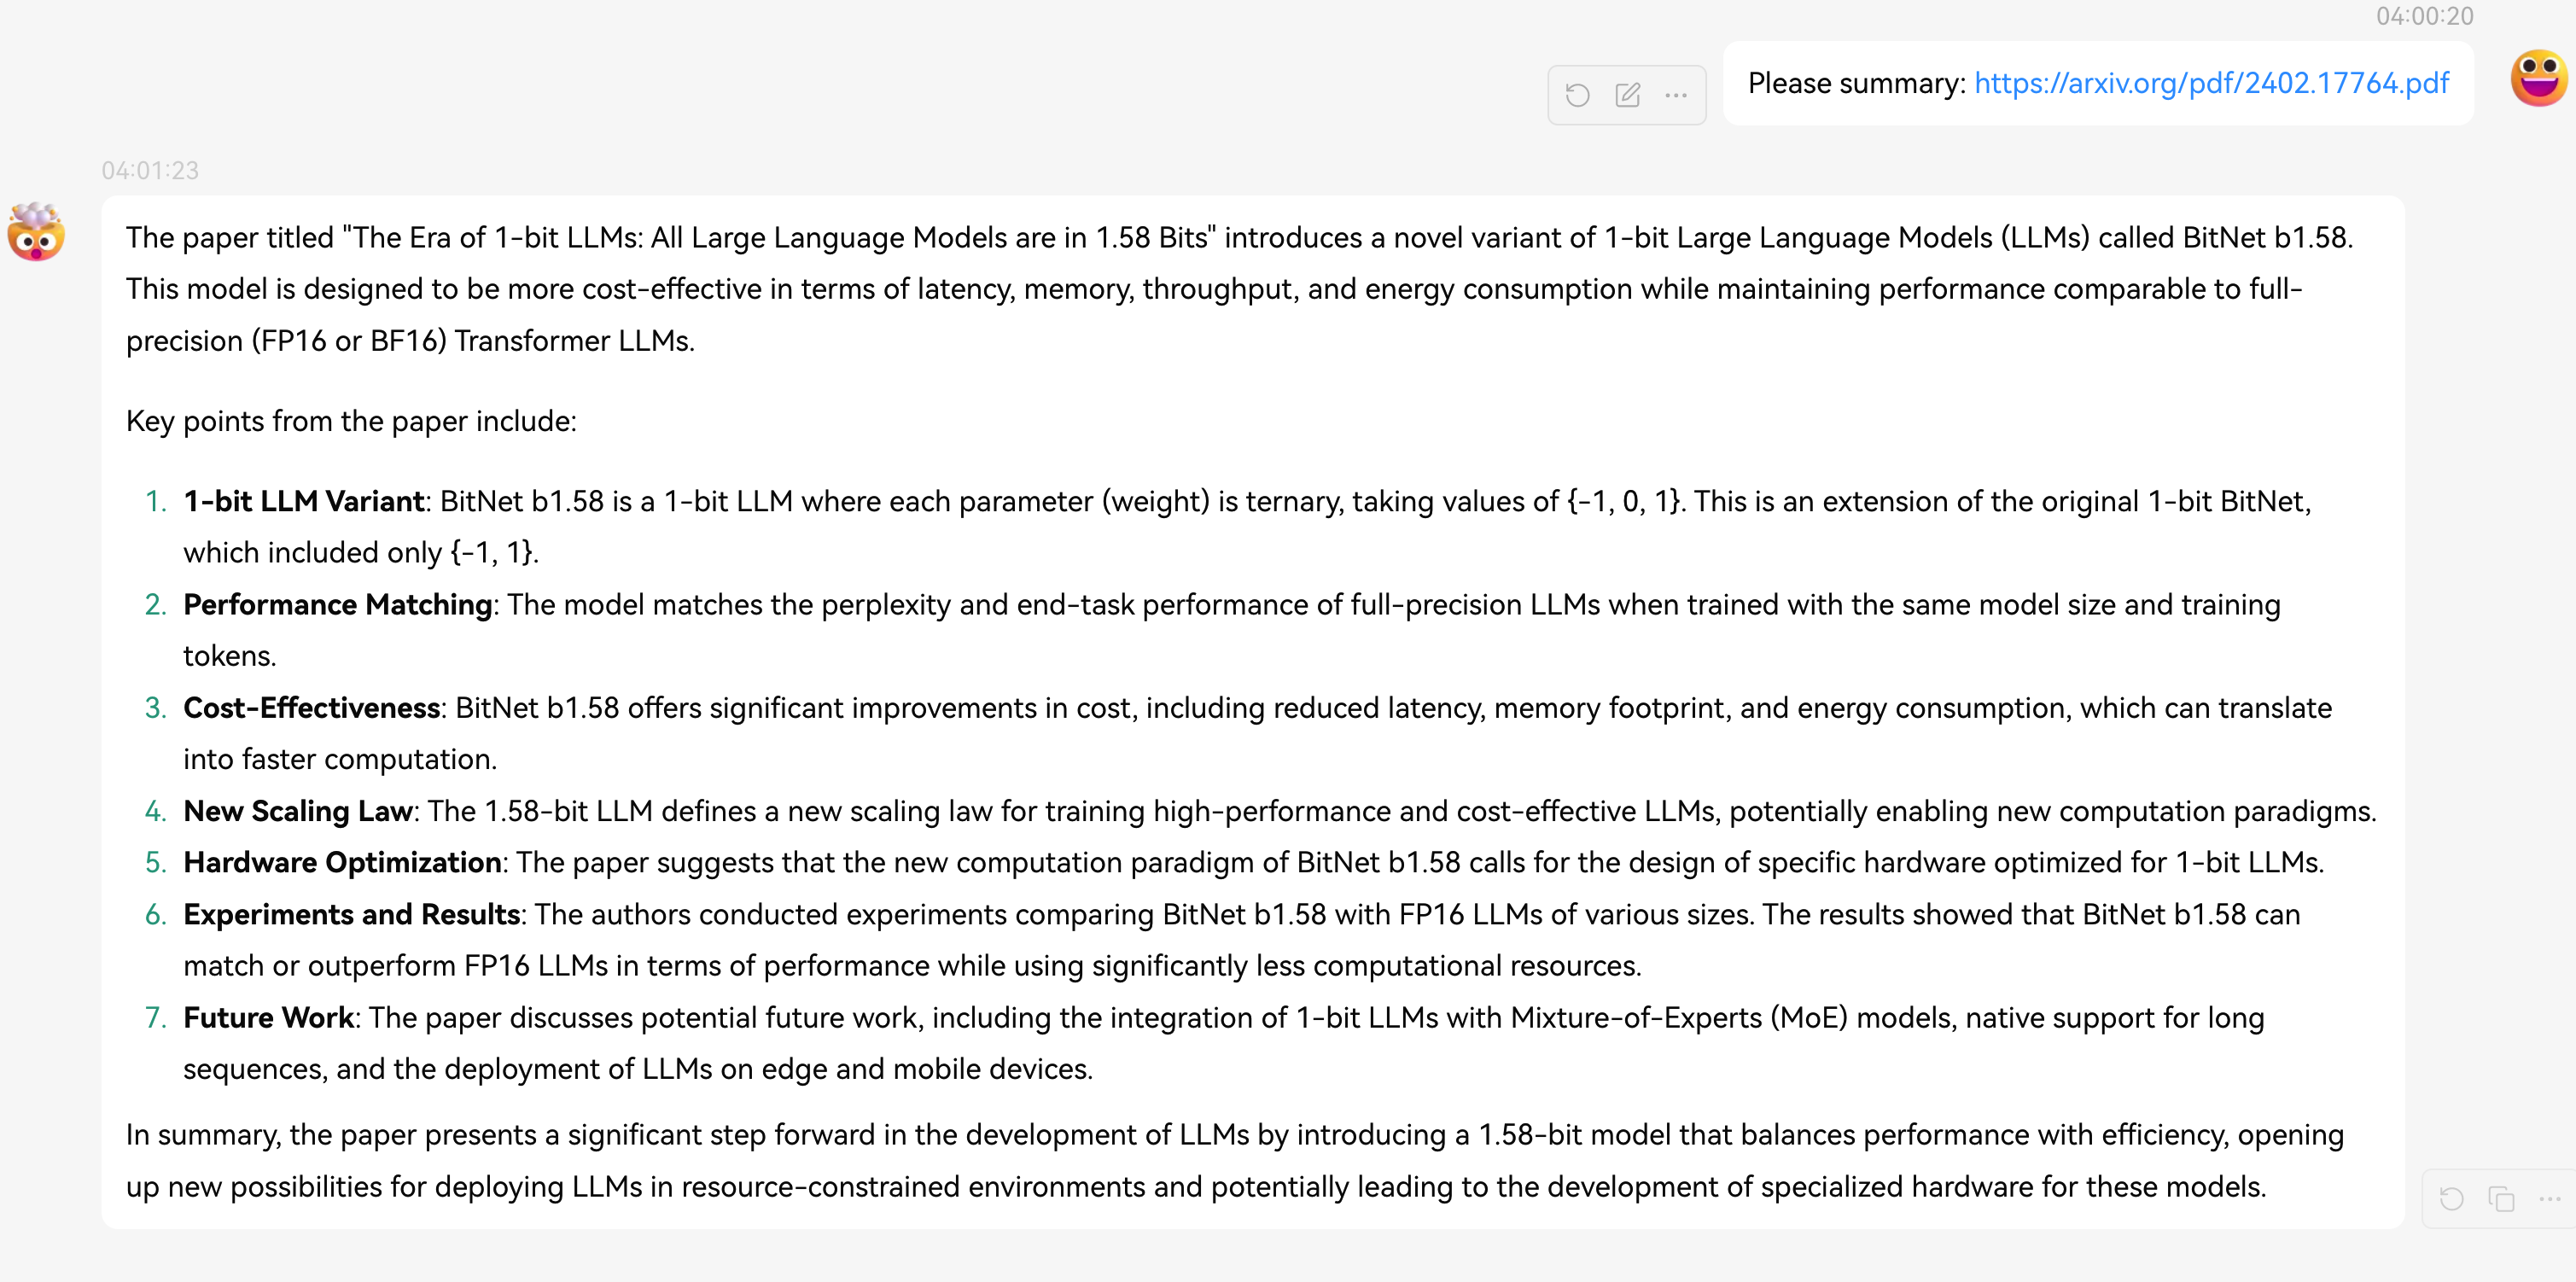 04:00:20
Please summary: https://arxiv.org/pdf/2402.17764.pdf
04:01:23
The paper titled "The Era of 1-bit LLMs: All Large Language Models are in 1.58 Bits" introduces a novel variant of 1-bit Large Language Models (LLMs) called BitNet b1.58.
This model is designed to be more cost-effective in terms of latency, memory, throughput, and energy consumption while maintaining performance comparable to full-
precision (FP16 or BF16) Transformer LLMs.
Key points from the paper include:
1. 1-bit LLM Variant: BitNet b1.58 is a 1-bit LLM where each parameter (weight) is ternary, taking values of {-1, 0, 1}. This is an extension of the original 1-bit BitNet,
which included only {-1, 1}.
2. Performance Matching: The model matches the perplexity and end-task performance of full-precision LLMs when trained with the same model size and training
tokens.
3. Cost-Effectiveness: BitNet b1.58 offers significant improvements in cost, including reduced latency, memory footprint, and energy consumption, which can translate
into faster computation.
4. New Scaling Law: The 1.58-bit LLM defines a new scaling law for training high-performance and cost-effective LLMs, potentially enabling new computation paradigms.
5. Hardware Optimization: The paper suggests that the new computation paradigm of BitNet b1.58 calls for the design of specific hardware optimized for 1-bit LLMs.
6. Experiments and Results: The authors conducted experiments comparing BitNet b1.58 with FP16 LLMs of various sizes. The results showed that BitNet b1.58 can
match or outperform FP16 LLMs in terms of performance while using significantly less computational resources.
7. Future Work: The paper discusses potential future work, including the integration of 1-bit LLMs with Mixture-of-Experts (MoE) models, native support for long
sequences, and the deployment of LLMs on edge and mobile devices.
In summary, the paper presents a significant step forward in the development of LLMs by introducing a 1.58-bit model that balances performance with efficiency, opening
up new possibilities for deploying LLMs in resource-constrained environments and potentially leading to the development of specialized hardware for these models.